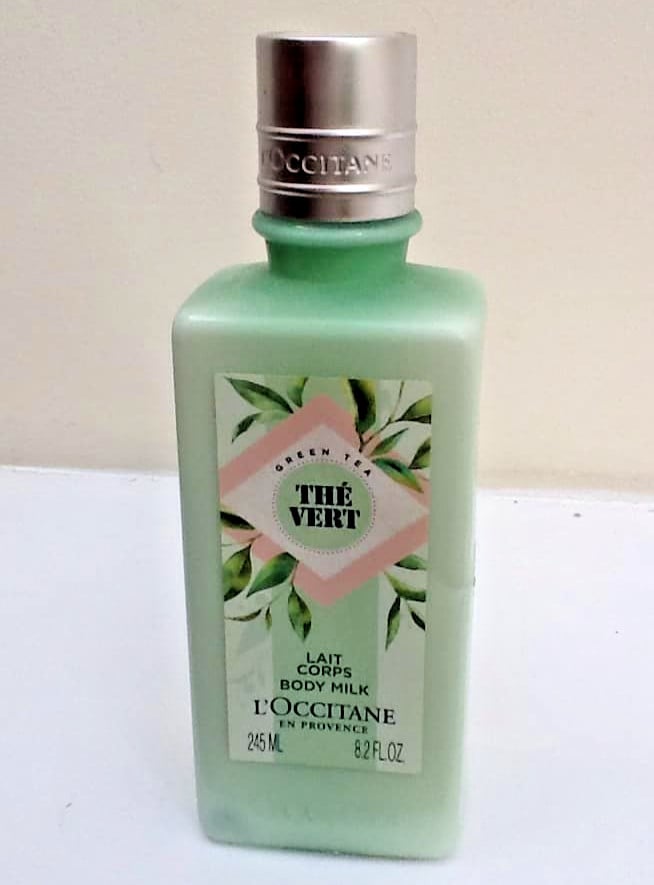 L'OCCITANE
GREEN TEA
THÉ
VERT
LAIT
CORPS
BODY MILK
L'OCCITANE
EN PROVENCE
245 ML 8.2 FL.OZ.